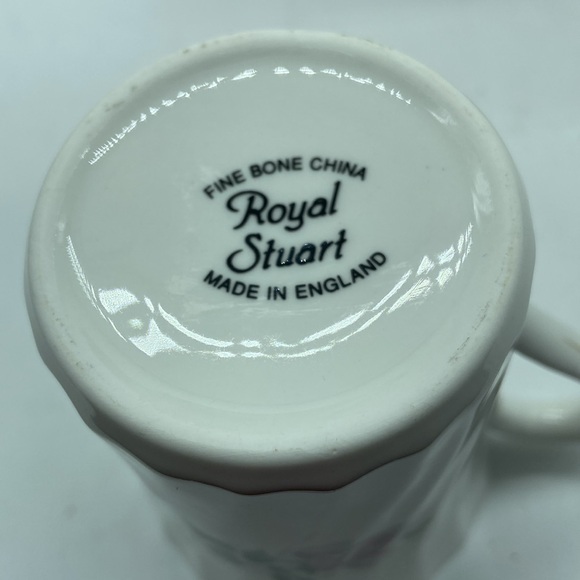 FINE BONE CHINA
Royal
Stuart
MADE IN ENGLAND